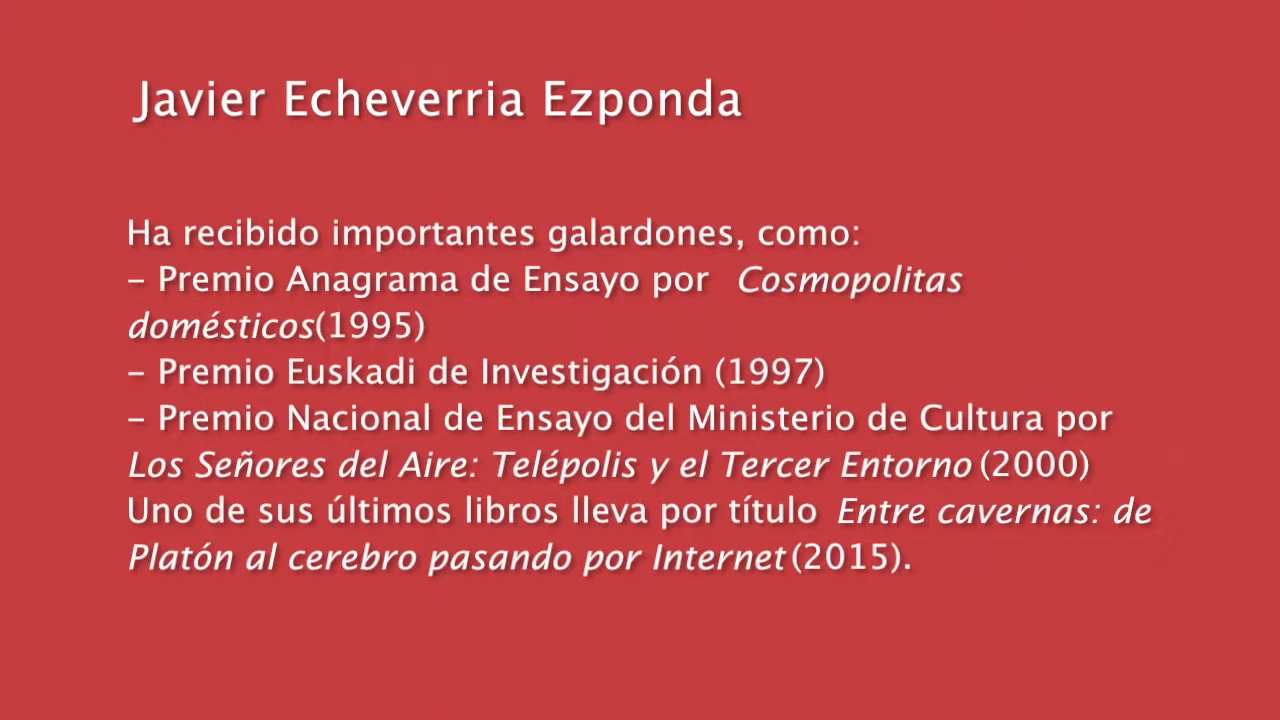 Javier Echeverria Ezponda
Ha recibido importantes galardones, como:
- Premio Anagrama de Ensayo por Cosmopolitas
domésticos(1995)
- Premio Euskadi de Investigación (1997)
- Premio Nacional de Ensayo del Ministerio de Cultura por
Los Señores del Aire: Telépolis y el Tercer Entorno (2000)
Uno de sus últimos libros lleva por título Entre cavernas: de
Platón al cerebro pasando por Internet (2015).